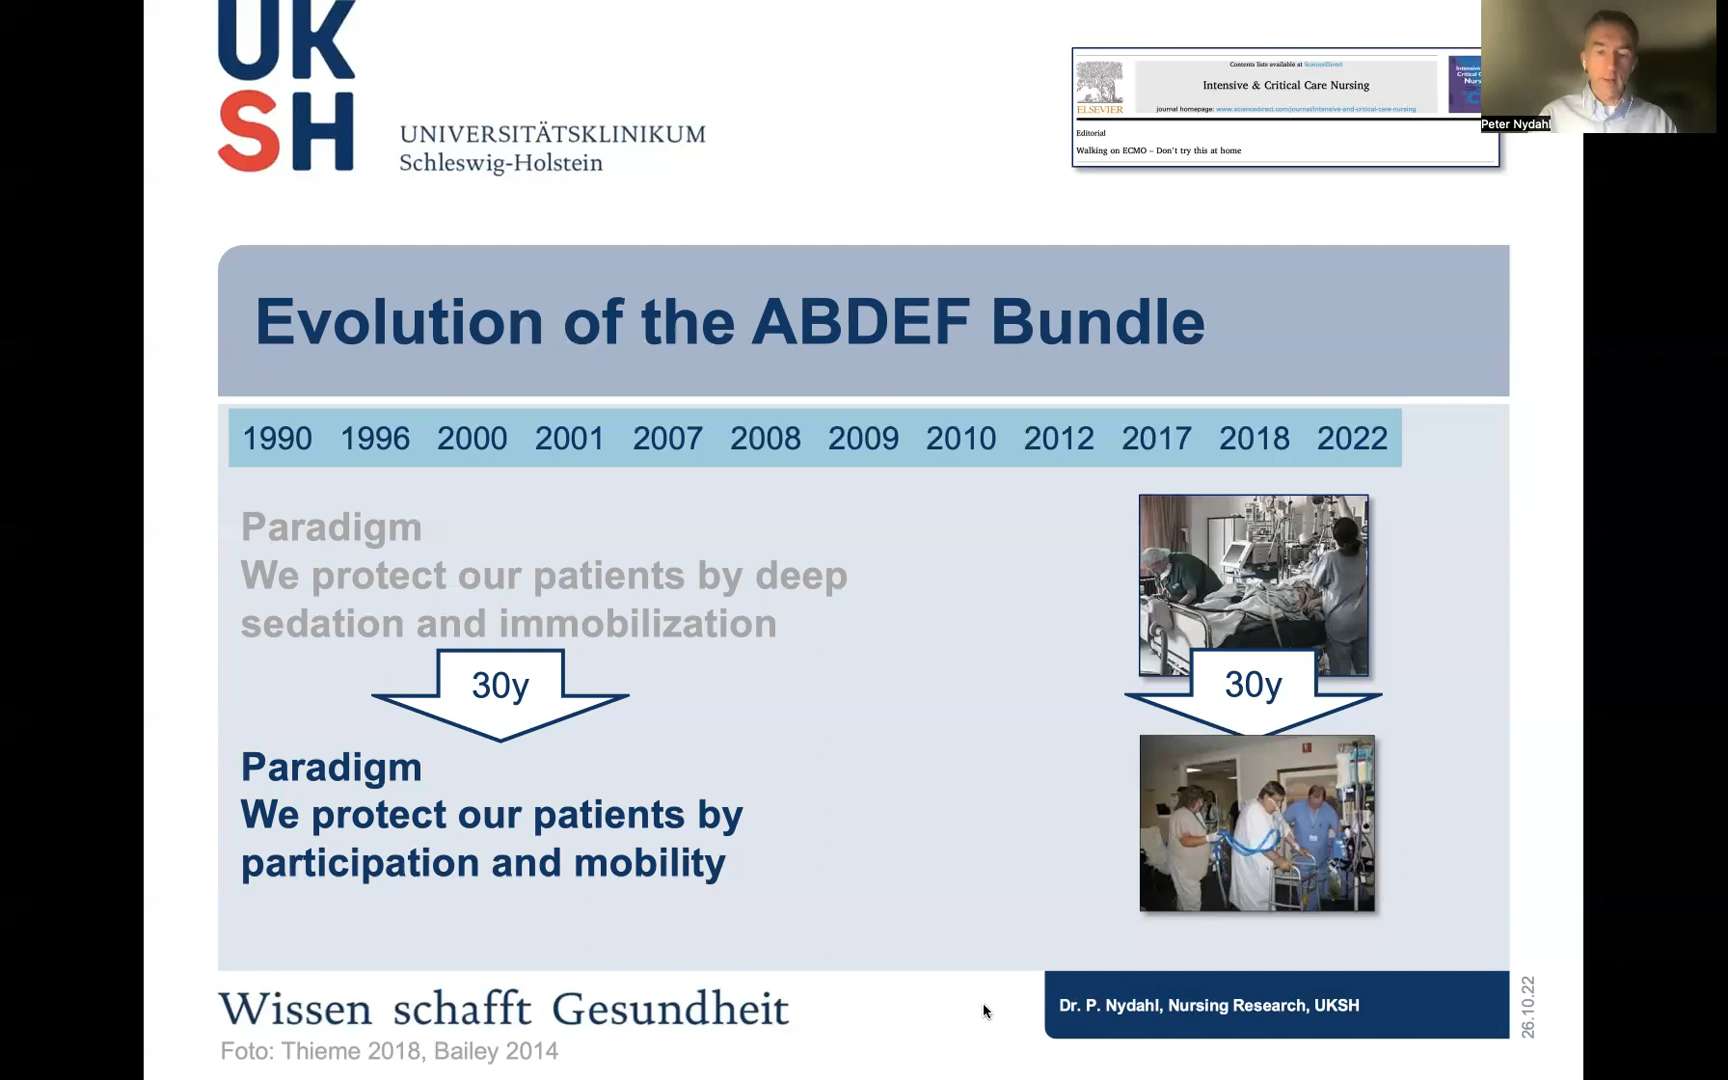 UK
SH
UNIVERSITÄTSKLINIKUM
Schleswig-Holstein
Contents lists available at ScienceDirect
Intensive & Critical Care Nursing
journal homepage: www.sciencedirect.com/journal/intensive-and-critical-care-nursing
ELSEVIER
Editorial
Walking on ECMO – Don't try this at home
Peter Nydahl
Evolution of the ABDEF Bundle
1990 1996 2000 2001 2007 2008 2009 2010 2012 2017 2018 2022
Paradigm
We protect our patients by deep
sedation and immobilization
30y
30y
Paradigm
We protect our patients by
participation and mobility
Wissen schafft Gesundheit
Dr. P. Nydahl, Nursing Research, UKSH
26.10.22
Foto: Thieme 2018, Bailey 2014